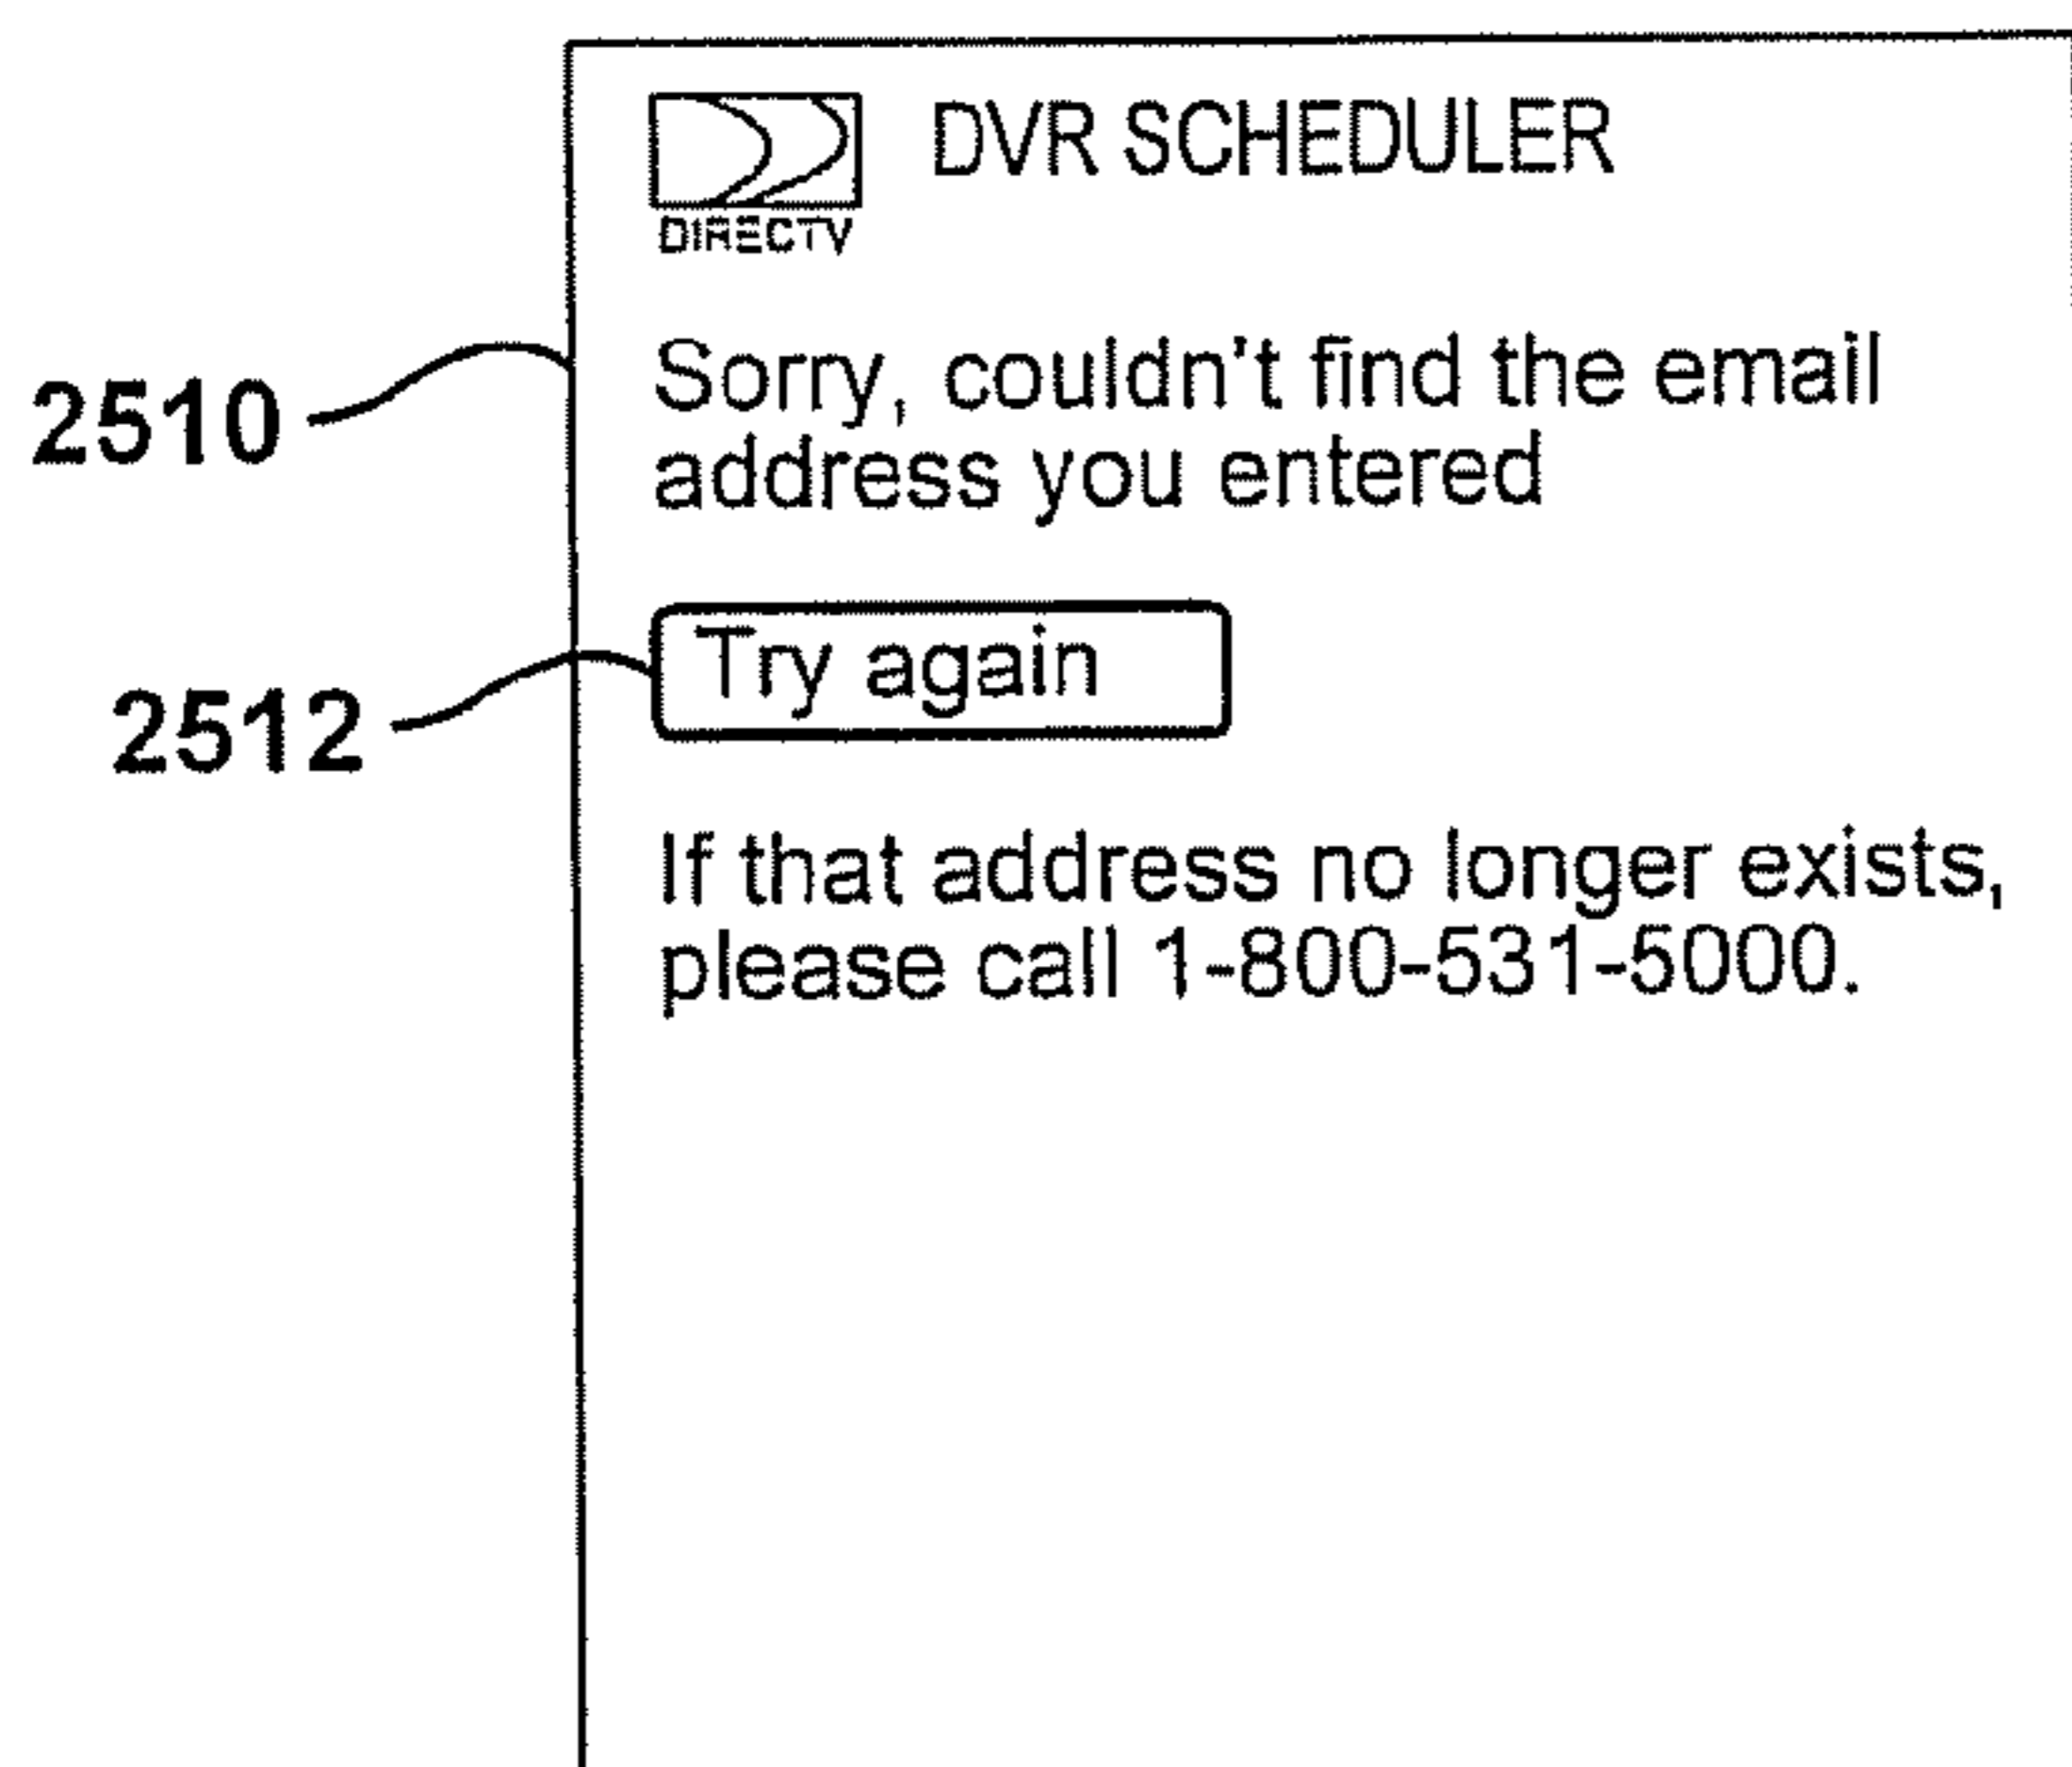 DVR SCHEDULER
DIRECTV
2510
Sorry, couldn't find the email
address you entered
2512
Try again
If that address no longer exists,
please call 1-800-531-5000.